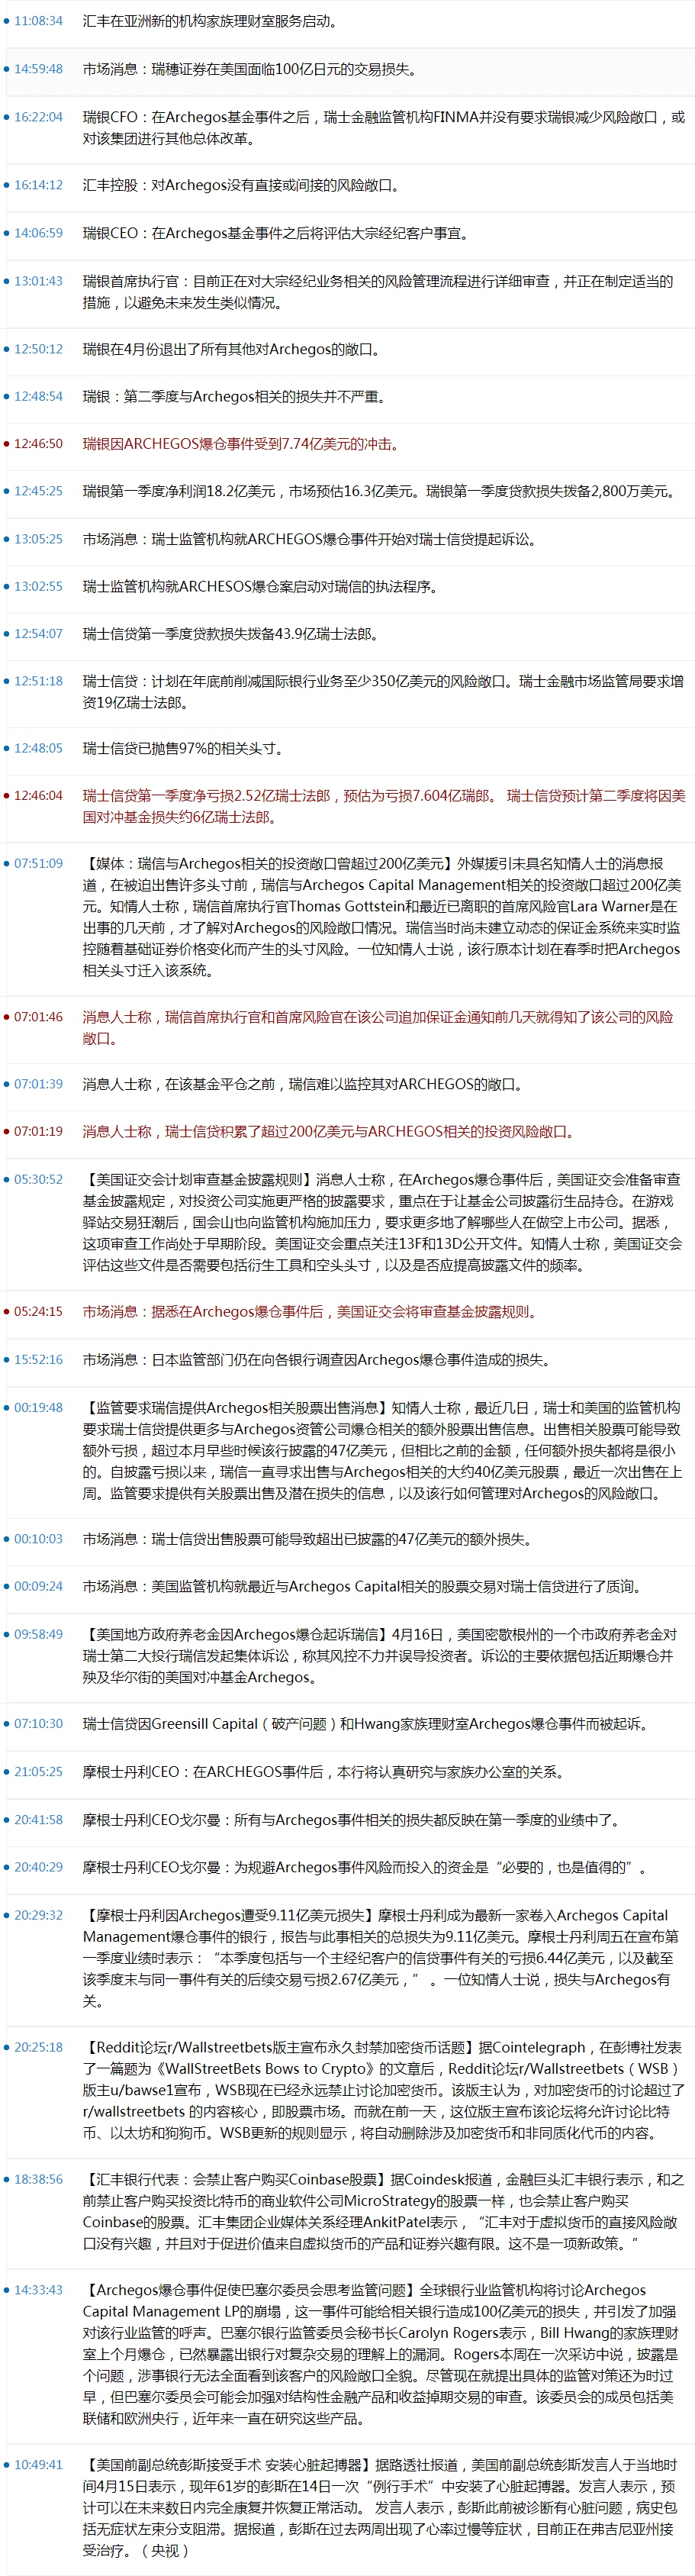 11:08:34 汇丰在亚洲新的机构家族理财室服务启动。
14:59:48 市场消息：瑞穗证券在美国面临100亿日元的交易损失。
16:22:04 瑞银CFO：在Archegos基金事件之后，瑞士金融监管机构FINMA并没有要求瑞银减少风险敞口，或
对该集团进行其他总体改革。
16:14:12 汇丰控股：对Archegos没有直接或间接的风险敞口。
14:06:59 瑞银CEO：在Archegos基金事件之后将评估大宗经纪客户事宜。
13:01:43 瑞银首席执行官：目前正在对大宗经纪业务相关的风险管理流程进行详细审查，并正在制定适当的
措施，以避免未来发生类似情况。
12:50:12 瑞银在4月份退出了所有其他对Archegos的敞口。
12:48:54 瑞银：第二季度与Archegos相关的损失并不严重。
12:46:50 瑞银因ARCHEGOS爆仓事件受到7.74亿美元的冲击。
12:45:25 瑞银第一季度净利润18.2亿美元，市场预估16.3亿美元。瑞银第一季度贷款损失拨备2,800万美元。
13:05:25 市场消息：瑞士监管机构就ARCHEGOS爆仓事件开始对瑞士信贷提起诉讼。
13:02:55 瑞士监管机构就ARCHESOS爆仓案启动对瑞信的执法程序。
12:54:07 瑞士信贷第一季度贷款损失拨备43.9亿瑞士法郎。
12:51:18 瑞士信贷：计划在年底前削减国际银行业务至少350亿美元的风险敞口。瑞士金融市场监管局要求增
资19亿瑞士法郎。
12:48:05 瑞士信贷已抛售97%的相关头寸。
12:46:04 瑞士信贷第一季度净亏损2.52亿瑞士法郎，预估为亏损7.604亿瑞郎。 瑞士信贷预计第二季度将因美
国对冲基金损失约6亿瑞士法郎。
07:51:09 【媒体：瑞信与Archegos相关的投资敞口曾超过200亿美元】外媒援引未具名知情人士的消息报
道，在被迫出售许多头寸前，瑞信与Archegos Capital Management相关的投资敞口超过200亿美
元。知情人士称，瑞信首席执行官Thomas Gottstein和最近已离职的首席风险官Lara Warner是在
出事的几天前，才了解对Archegos的风险敞口情况。瑞信当时尚未建立动态的保证金系统来实时监
控随着基础证券价格变化而产生的头寸风险。一位知情人士说，该行原本计划在春季时把Archegos
相关头寸迁入该系统。
07:01:46 消息人士称，瑞信首席执行官和首席风险官在该公司追加保证金通知前几天就得知了该公司的风险
敞口。
07:01:39 消息人士称，在该基金平仓之前，瑞信难以监控其对ARCHEGOS的敞口。
07:01:19 消息人士称，瑞士信贷积累了超过200亿美元与ARCHEGOS相关的投资风险敞口。
05:30:52 【美国证交会计划审查基金披露规则】消息人士称，在Archegos爆仓事件后，美国证交会准备审查
基金披露规定，对投资公司实施更严格的披露要求，重点在于让基金公司披露衍生品持仓。在游戏
驿站交易狂潮后，国会山也向监管机构施加压力，要求更多地了解哪些人在做空上市公司。据悉，
这项审查工作尚处于早期阶段。美国证交会重点关注13F和13D公开文件。知情人士称，美国证交会
评估这些文件是否需要包括衍生工具和空头头寸，以及是否应提高披露文件的频率。
05:24:15 市场消息：据悉在Archegos爆仓事件后，美国证交会将审查基金披露规则。
15:52:16 市场消息：日本监管部门仍在向各银行调查因Archegos爆仓事件造成的损失。
00:19:48 【监管要求瑞信提供Archegos相关股票出售消息】知情人士称，最近几日，瑞士和美国的监管机构
要求瑞士信贷提供更多与Archegos资管公司爆仓相关的额外股票出售信息。出售相关股票可能导致
额外亏损，超过本月早些时候该行披露的47亿美元，但相比之前的金额，任何额外损失都将是很小
的。自披露亏损以来，瑞信一直寻求出售与Archegos相关的大约40亿美元股票，最近一次出售在上
周。监管要求提供有关股票出售及潜在损失的信息，以及该行如何管理对Archegos的风险敞口。
00:10:03 市场消息：瑞士信贷出售股票可能导致超出已披露的47亿美元的额外损失。
00:09:24 市场消息：美国监管机构就最近与Archegos Capital相关的股票交易对瑞士信贷进行了质询。
09:58:49 【美国地方政府养老金因Archegos爆仓起诉瑞信】4月16日，美国密歇根州的一个市政府养老金对
瑞士第二大投行瑞信发起集体诉讼，称其风控不力并误导投资者。诉讼的主要依据包括近期爆仓并
殃及华尔街的美国对冲基金Archegos。
07:10:30 瑞士信贷因Greensill Capital（破产问题）和Hwang家族理财室Archegos爆仓事件而被起诉。
21:05:25 摩根士丹利CEO：在ARCHEGOS事件后，本行将认真研究与家族办公室的关系。
20:41:58 摩根士丹利CEO戈尔曼：所有与Archegos事件相关的损失都反映在第一季度的业绩中了。
20:40:29 摩根士丹利CEO戈尔曼：为规避Archegos事件风险而投入的资金是“必要的，也是值得的”。
20:29:32 【摩根士丹利因Archegos遭受9.11亿美元损失】摩根士丹利成为最新一家卷入Archegos Capital
Management爆仓事件的银行，报告与此事相关的总损失为9.11亿美元。摩根士丹利周五在宣布第
一季度业绩时表示：“本季度包括与一个主经纪客户的信贷事件有关的亏损6.44亿美元，以及截至
该季度末与同一事件有关的后续交易亏损2.67亿美元，” 。一位知情人士说，损失与Archegos有
关。
20:25:18 【Reddit论坛r/Wallstreetbets版主宣布永久封禁加密货币话题】据Cointelegraph，在彭博社发表
了一篇题为《WallStreetBets Bows to Crypto》的文章后，Reddit论坛r/Wallstreetbets（WSB）
版主u/bawse1宣布，WSB现在已经永远禁止讨论加密货币。该版主认为，对加密货币的讨论超过了
r/wallstreetbets 的内容核心，即股票市场。而就在前一天，这位版主宣布该论坛将允许讨论比特
币、以太坊和狗狗币。WSB更新的规则显示，将自动删除涉及加密货币和非同质化代币的内容。
18:38:56 【汇丰银行代表：会禁止客户购买Coinbase股票】据Coindesk报道，金融巨头汇丰银行表示，和之
前禁止客户购买投资比特币的商业软件公司MicroStrategy的股票一样，也会禁止客户购买
Coinbase的股票。汇丰集团企业媒体关系经理AnkitPatel表示，“汇丰对于虚拟货币的直接风险敞
口没有兴趣，并且对于促进价值来自虚拟货币的产品和证券兴趣有限。这不是一项新政策。”
14:33:43 【Archegos爆仓事件促使巴塞尔委员会思考监管问题】全球银行业监管机构将讨论Archegos
Capital Management LP的崩塌，这一事件可能给相关银行造成100亿美元的损失，并引发了加强
对该行业监管的呼声。巴塞尔银行监管委员会秘书长Carolyn Rogers表示，Bill Hwang的家族理财
室上个月爆仓，已然暴露出银行对复杂交易的理解上的漏洞。Rogers本周在一次采访中说，披露是
个问题，涉事银行无法全面看到该客户的风险敞口全貌。尽管现在就提出具体的监管对策还为时过
早，但巴塞尔委员会可能会加强对结构性金融产品和收益掉期交易的审查。该委员会的成员包括美
联储和欧洲央行，近年来一直在研究这些产品。
10:49:41 【美国前副总统彭斯接受手术 安装心脏起搏器】据路透社报道，美国前副总统彭斯发言人于当地时
间4月15日表示，现年61岁的彭斯在14日一次“例行手术”中安装了心脏起搏器。发言人表示，预
计可以在未来数日内完全康复并恢复正常活动。 发言人表示，彭斯此前被诊断有心脏问题，病史包
括无症状左束分支阻滞。据报道，彭斯在过去两周出现了心率过慢等症状，目前正在弗吉尼亚州接
受治疗。（央视）